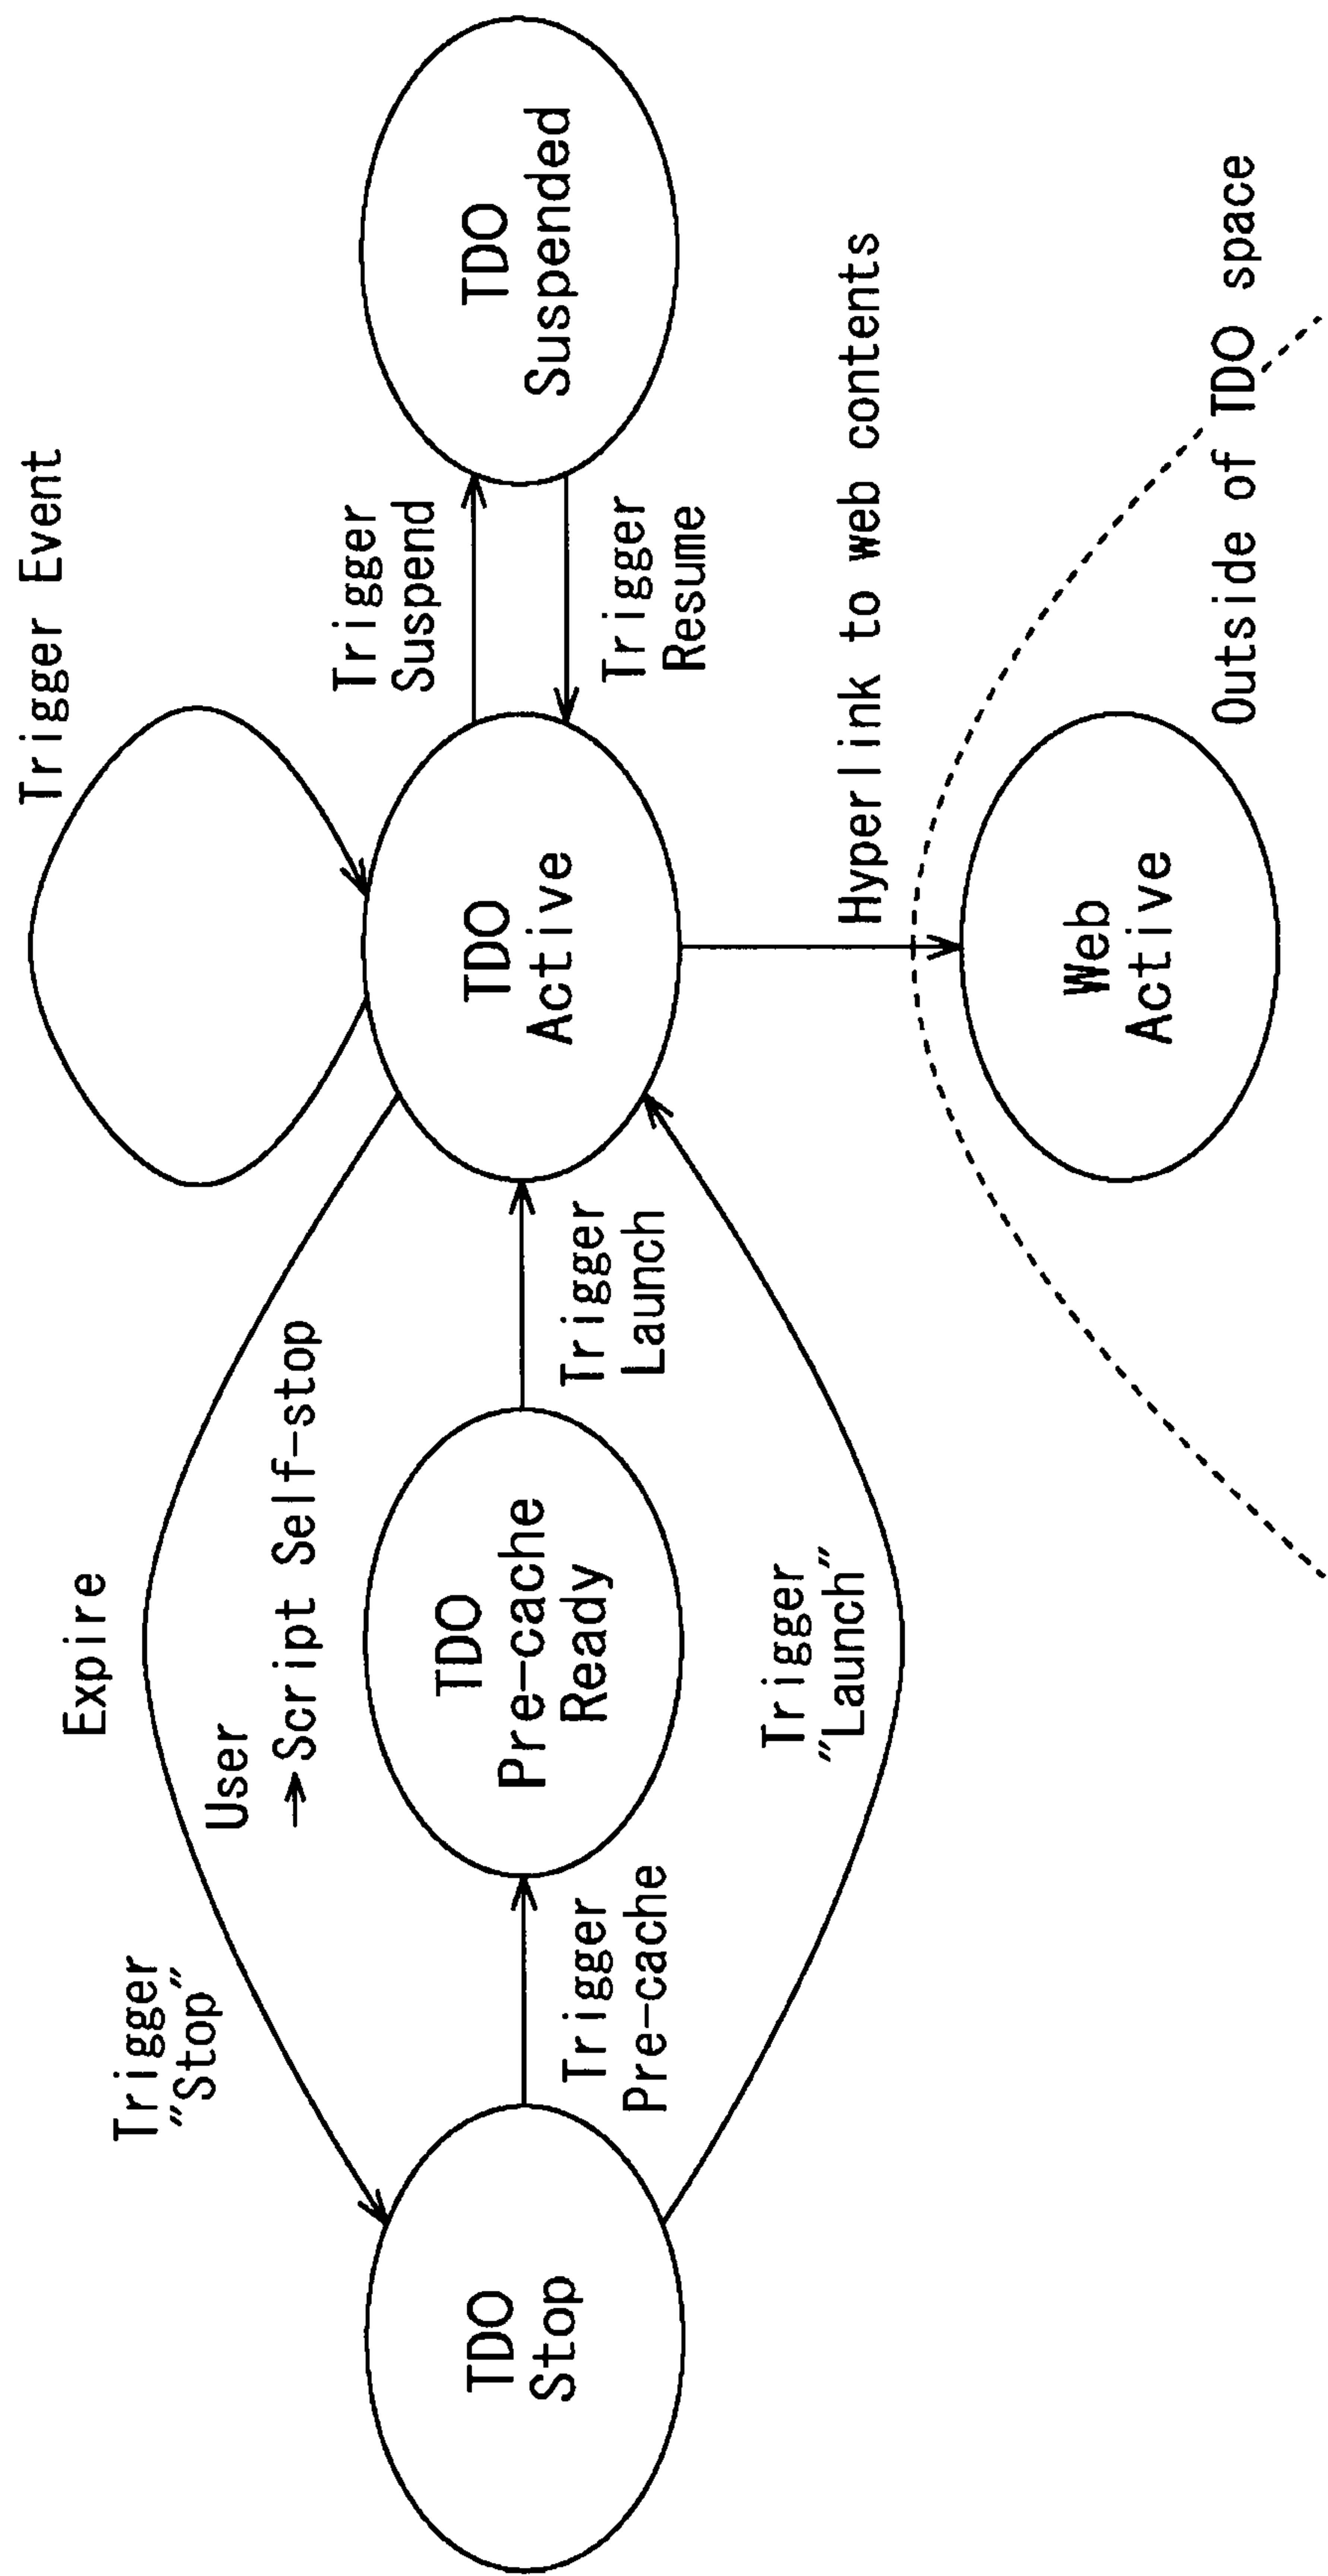 Trigger Event
Expire
Trigger
"Stop"
User
→Script Self-stop
Trigger
Suspend
TDO
Stop
TDO
Pre-cache
Ready
TDO
Active
TDO
Suspended
Trigger
Pre-cache
Trigger
Launch
Trigger
Resume
Trigger
"Launch"
Hyperlink to web contents
Web
Active
Outside of TDO space